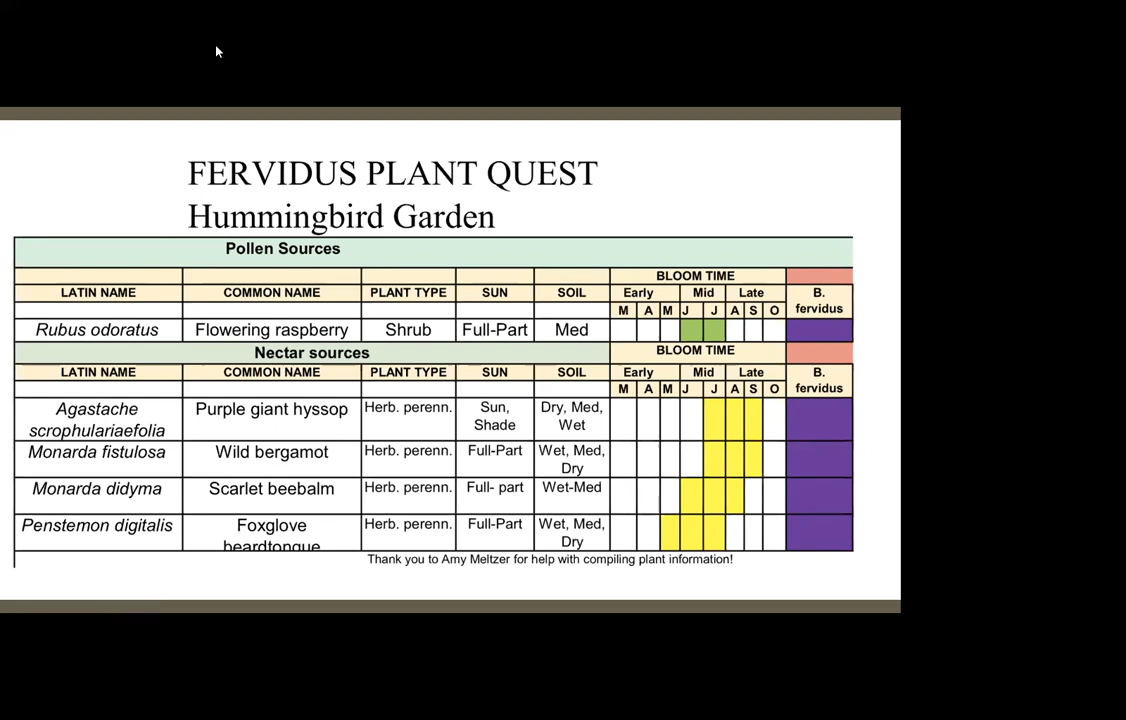 FERVIDUS PLANT QUEST
Hummingbird Garden
Pollen Sources
BLOOM TIME
LATIN NAME COMMON NAME PLANT TYPE SUN SOIL Early Mid Late B. fervidus
M A M J J A S O
Rubus odoratus Flowering raspberry Shrub Full-Part Med
Nectar sources BLOOM TIME
LATIN NAME COMMON NAME PLANT TYPE SUN SOIL Early Mid Late B. fervidus
M A M J J A S O
Agastache scrophulariaefolia Purple giant hyssop Herb. perenn. Sun, Shade Dry, Med, Wet
Monarda fistulosa Wild bergamot Herb. perenn. Full-Part Wet, Med, Dry
Monarda didyma Scarlet beebalm Herb. perenn. Full- part Wet-Med
Penstemon digitalis Foxglove beardtongue Herb. perenn. Full-Part Wet, Med, Dry
Thank you to Amy Meltzer for help with compiling plant information!